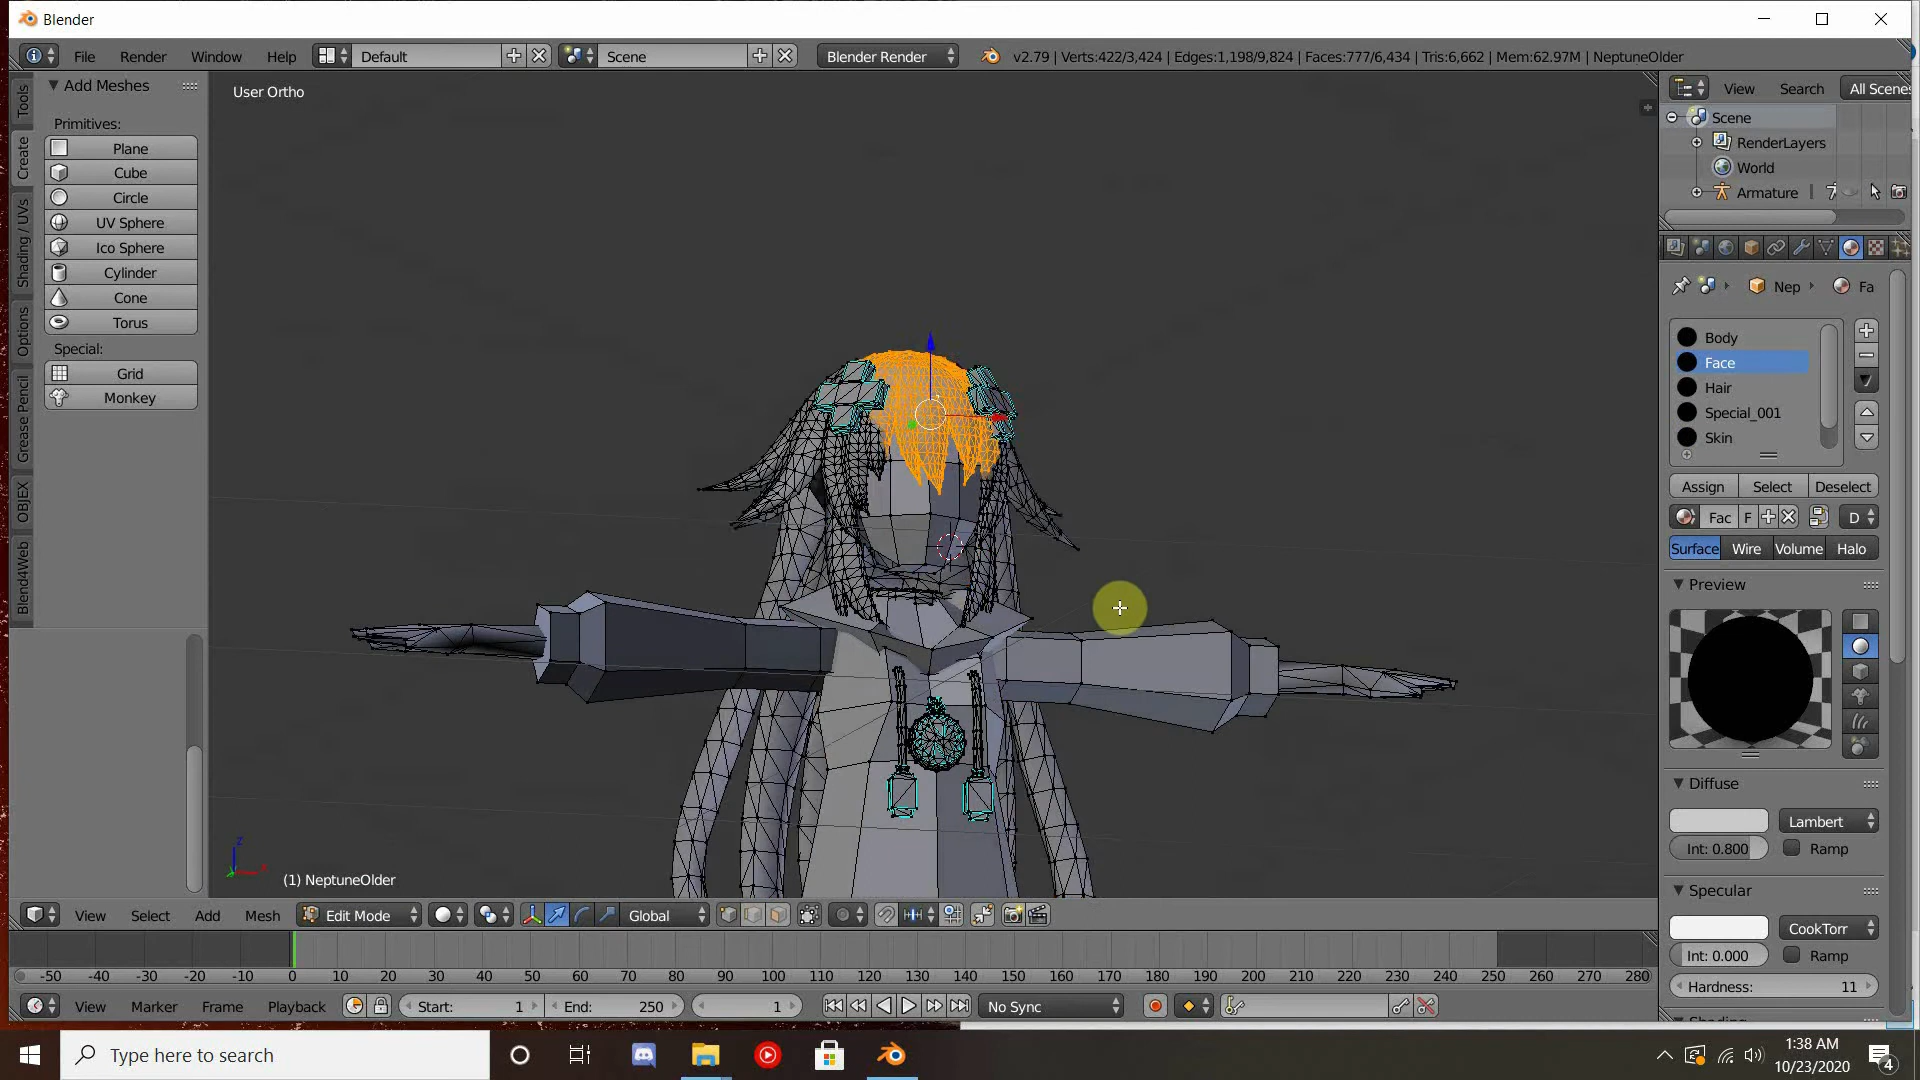 Blender
File Render Window Help Default Scene Blender Render v2.79 | Verts:422/3,424 | Edges:1,198/9,824 | Faces:777/6,434 | Tris:6,662 | Mem:62.97M | NeptuneOlder
Tools
Create
Shading / UVs
Options
Grease Pencil
OBJEX
Blend4Web
Add Meshes
Primitives:
Plane
Cube
Circle
UV Sphere
Ico Sphere
Cylinder
Cone
Torus
Special:
Grid
Monkey
User Ortho
Z
(1) NeptuneOlder
View Search All Scenes
Scene
RenderLayers
World
Armature
Nep Fa
Body
Face
Hair
Special_001
Skin
Assign Select Deselect
Fac F D
Surface Wire Volume Halo
Preview
Diffuse
Lambert
Int: 0.800 Ramp
Specular
CookTorr
Int: 0.000 Ramp
Hardness: 11
View Select Add Mesh Edit Mode Global
-50 -40 -30 -20 -10 0 10 20 30 40 50 60 70 80 90 100 110 120 130 140 150 160 170 180 190 200 210 220 230 240 250 260 270 280
View Marker Frame Playback Start: 1 End: 250 1 No Sync
Type here to search
1:38 AM
10/23/2020
4